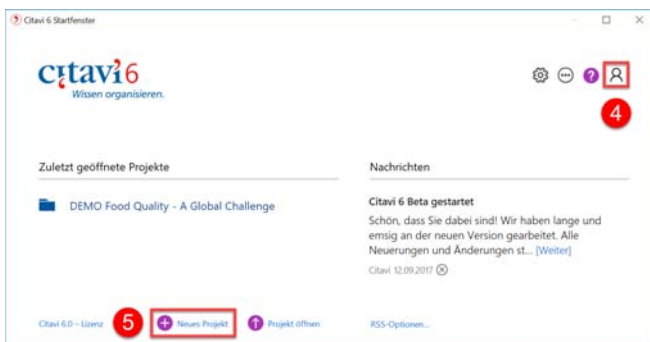 Citavi 6 Startfenster
citavi 6
Wissen organisieren.
?
4
Zuletzt geöffnete Projekte
DEMO Food Quality - A Global Challenge
Nachrichten
Citavi 6 Beta gestartet
Schön, dass Sie dabei sind! Wir haben lange und
emsig an der neuen Version gearbeitet. Alle
Neuerungen und Änderungen st... [Weiter]
Citavi 12.09.2017
Citavi 6.0 – Lizenz
5
Neues Projekt
Projekt öffnen
RSS-Optionen...